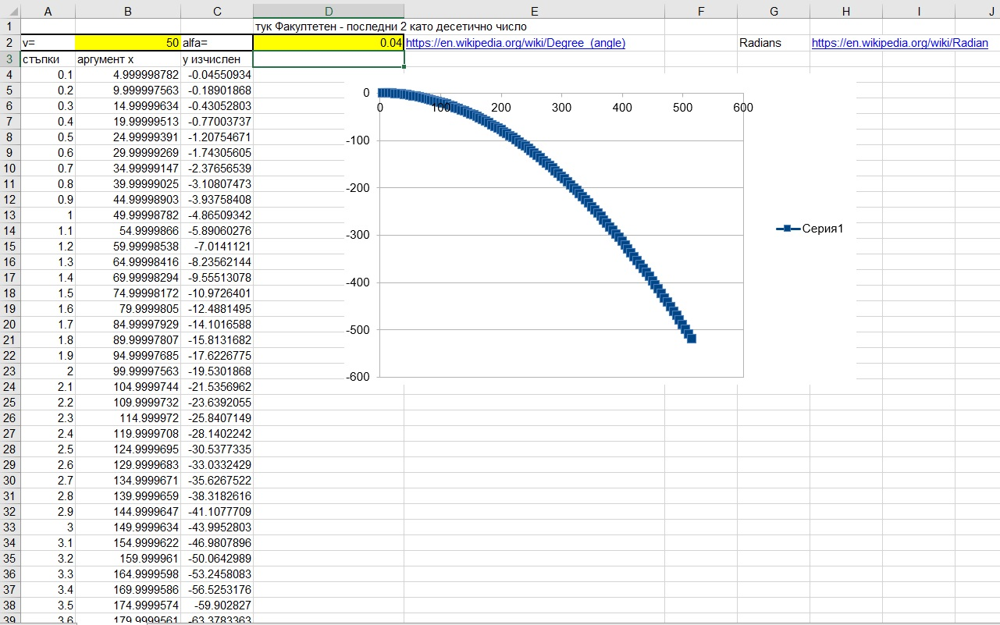 A B C D E F G H I J
1 тук Факултетен - последни 2 като десетично число
2 v= 50 alfa= 0.04 https://en.wikipedia.org/wiki/Degree_(angle) Radians https://en.wikipedia.org/wiki/Radian
3 стъпки аргумент х у изчислен
4 0.1 4.999998782 -0.04550934
5 0.2 9.999997563 -0.18901868
6 0.3 14.99999634 -0.43052803
7 0.4 19.99999513 -0.77003737
8 0.5 24.99999391 -1.20754671
9 0.6 29.99999269 -1.74305605
10 0.7 34.99999147 -2.37656539
11 0.8 39.99999025 -3.10807473
12 0.9 44.99998903 -3.93758408
13 1 49.99998782 -4.86509342
14 1.1 54.9999866 -5.89060276
15 1.2 59.99998538 -7.0141121
16 1.3 64.99998416 -8.23562144
17 1.4 69.99998294 -9.55513078
18 1.5 74.99998172 -10.9726401
19 1.6 79.9999805 -12.4881495
20 1.7 84.99997929 -14.1016588
21 1.8 89.99997807 -15.8131682
22 1.9 94.99997685 -17.6226775
23 2 99.99997563 -19.5301868
24 2.1 104.9999744 -21.5356962
25 2.2 109.9999732 -23.6392055
26 2.3 114.999972 -25.8407149
27 2.4 119.9999708 -28.1402242
28 2.5 124.9999695 -30.5377335
29 2.6 129.9999683 -33.0332429
30 2.7 134.9999671 -35.6267522
31 2.8 139.9999659 -38.3182616
32 2.9 144.9999647 -41.1077709
33 3 149.9999634 -43.9952803
34 3.1 154.9999622 -46.9807896
35 3.2 159.999961 -50.0642989
36 3.3 164.9999598 -53.2458083
37 3.4 169.9999586 -56.5253176
38 3.5 174.9999574 -59.902827
39 3.6 179.9999561 -63.3783363
0
0 100 200 300 400 500 600
-100
-200
-300
Серия1
-400
-500
-600